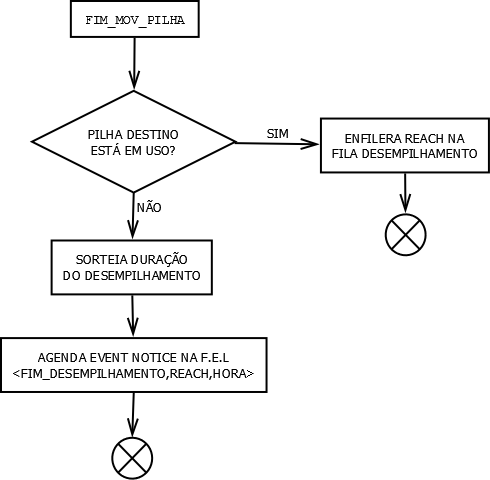 FIM_MOV_PILHA
PILHA DESTINO
ESTÁ EM USO?
SIM
ENFILERA REACH NA
FILA DESEMPILHAMENTO
NÃO
SORTEIA DURAÇÃO
DO DESEMPILHAMENTO
AGENDA EVENT NOTICE NA F.E.L
<FIM_DESEMPILHAMENTO,REACH,HORA>